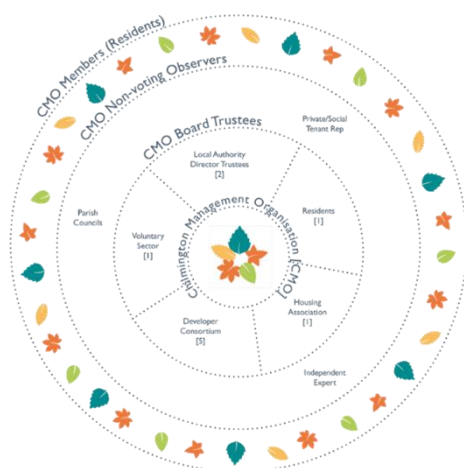 CMO Members (Residents)
CMO Non-voting Observers
CMO Board Trustees
Private/Social
Tenant Rep
Local Authority
Director Trustees
[2]
Parish
Councils
Voluntary
Sector
[1]
Chilmington Management Organisation [CMO]
Residents
[1]
Housing
Association
[1]
Developer
Consortium
[5]
Independent
Expert